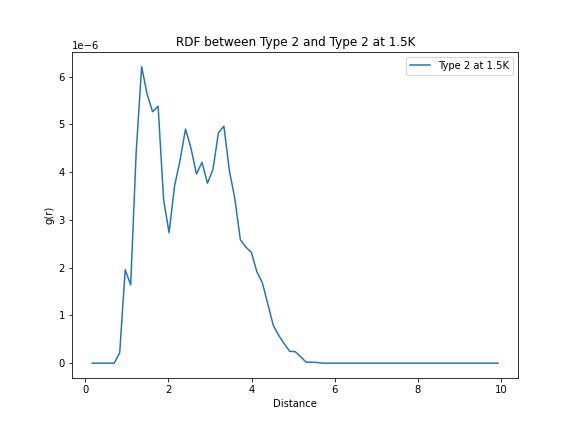 RDF between Type 2 and Type 2 at 1.5K
1e−6
Type 2 at 1.5K
6
5
4
3
2
1
0
g(r)
0 2 4 6 8 10
Distance